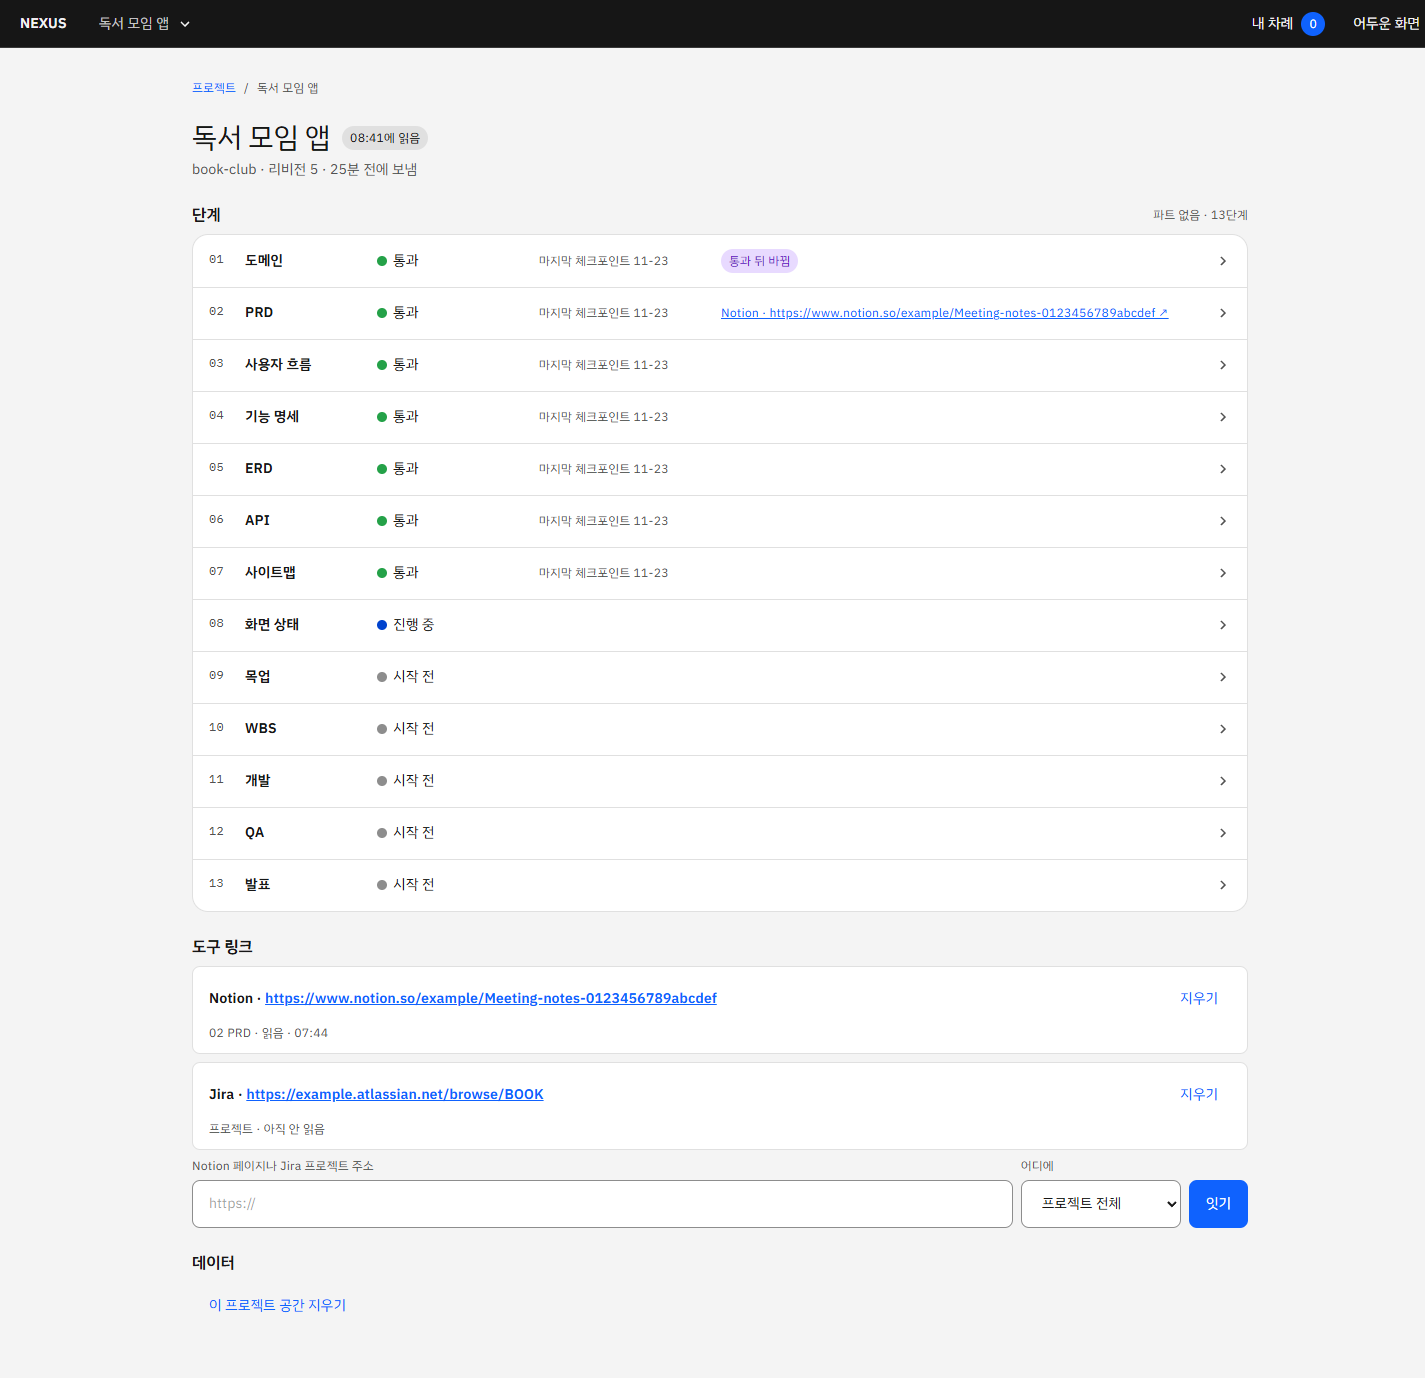 NEXUS 독서 모임 앱 내 차례 0 어두운 화면
프로젝트 / 독서 모임 앱
독서 모임 앱 08:41에 읽음
book-club · 리비전 5 · 25분 전에 보냄
단계 파트 없음 · 13단계
01 도메인 통과 마지막 체크포인트 11-23 통과 뒤 바뀜
02 PRD 통과 마지막 체크포인트 11-23 Notion · https://www.notion.so/example/Meeting-notes-0123456789abcdef ↗
03 사용자 흐름 통과 마지막 체크포인트 11-23
04 기능 명세 통과 마지막 체크포인트 11-23
05 ERD 통과 마지막 체크포인트 11-23
06 API 통과 마지막 체크포인트 11-23
07 사이트맵 통과 마지막 체크포인트 11-23
08 화면 상태 진행 중
09 목업 시작 전
10 WBS 시작 전
11 개발 시작 전
12 QA 시작 전
13 발표 시작 전
도구 링크
Notion · https://www.notion.so/example/Meeting-notes-0123456789abcdef 지우기
02 PRD · 읽음 · 07:44
Jira · https://example.atlassian.net/browse/BOOK 지우기
프로젝트 · 아직 안 읽음
Notion 페이지나 Jira 프로젝트 주소 어디에
https:// 프로젝트 전체 잇기
데이터
이 프로젝트 공간 지우기